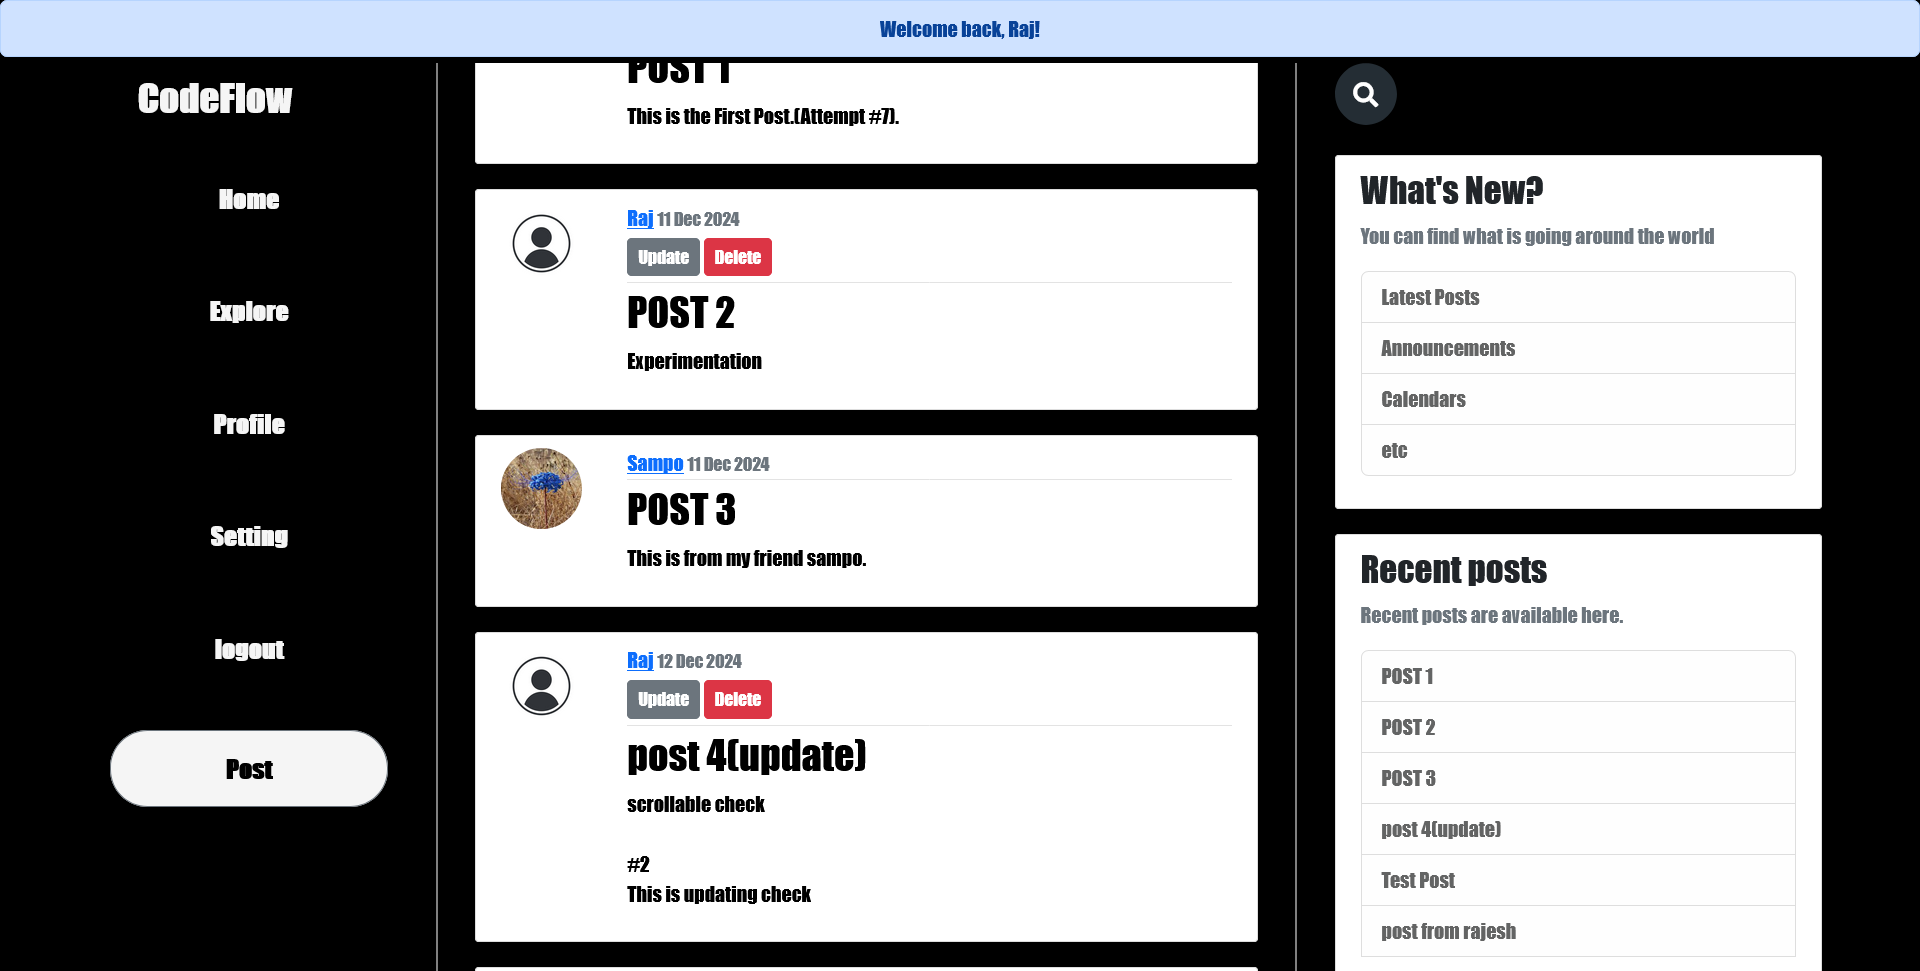 Welcome back, Raj!
CodeFlow
Home
Explore
Profile
Setting
logout
Post
POST 1
This is the First Post.(Attempt #7).
Raj 11 Dec 2024
Update Delete
POST 2
Experimentation
Sampo 11 Dec 2024
POST 3
This is from my friend sampo.
Raj 12 Dec 2024
Update Delete
post 4(update)
scrollable check
#2
This is updating check
What's New?
You can find what is going around the world
Latest Posts
Announcements
Calendars
etc
Recent posts
Recent posts are available here.
POST 1
POST 2
POST 3
post 4(update)
Test Post
post from rajesh